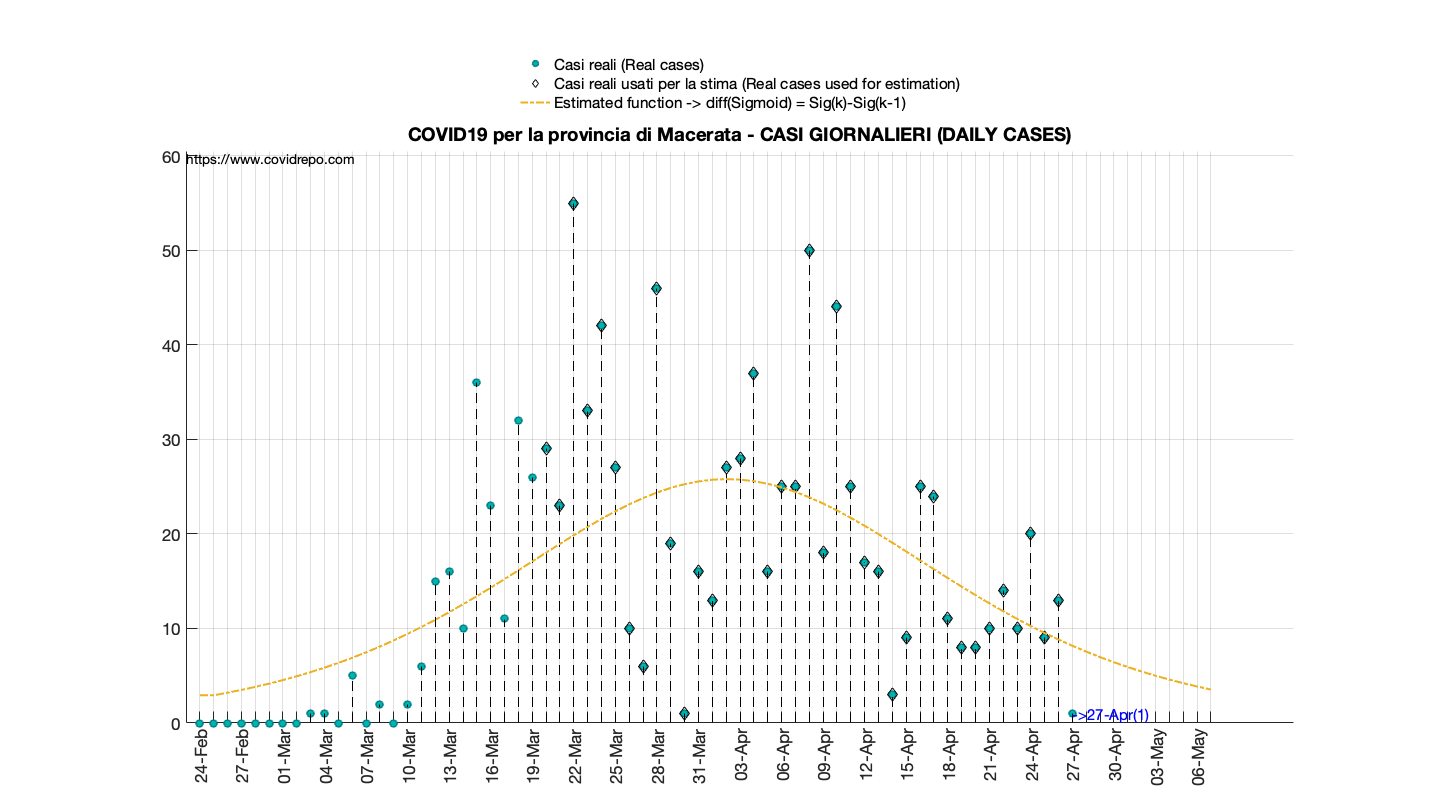 Casi reali (Real cases)
Casi reali usati per la stima (Real cases used for estimation)
Estimated function -> diff(Sigmoid) = Sig(k)-Sig(k-1)
COVID19 per la provincia di Macerata - CASI GIORNALIERI (DAILY CASES)
https://www.covidrepo.com
60
50
40
30
20
10
0
>27-Apr(1)
24-Feb
27-Feb
01-Mar
04-Mar
07-Mar
10-Mar
13-Mar
16-Mar
19-Mar
22-Mar
25-Mar
28-Mar
31-Mar
03-Apr
06-Apr
09-Apr
12-Apr
15-Apr
18-Apr
21-Apr
24-Apr
27-Apr
30-Apr
03-May
06-May